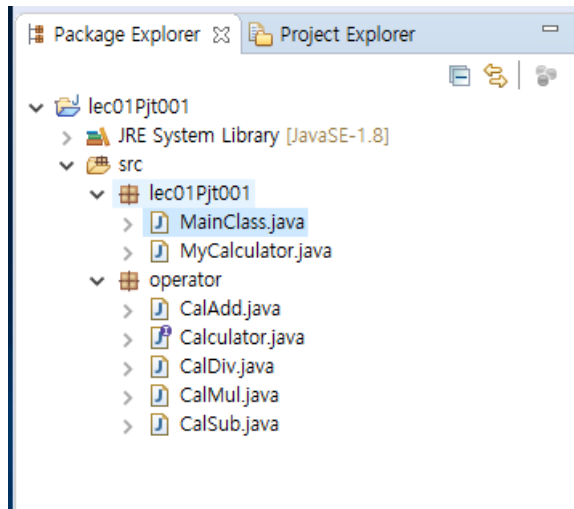 Package Explorer Project Explorer
lec01Pjt001
JRE System Library [JavaSE-1.8]
src
lec01Pjt001
MainClass.java
MyCalculator.java
operator
CalAdd.java
Calculator.java
CalDiv.java
CalMul.java
CalSub.java